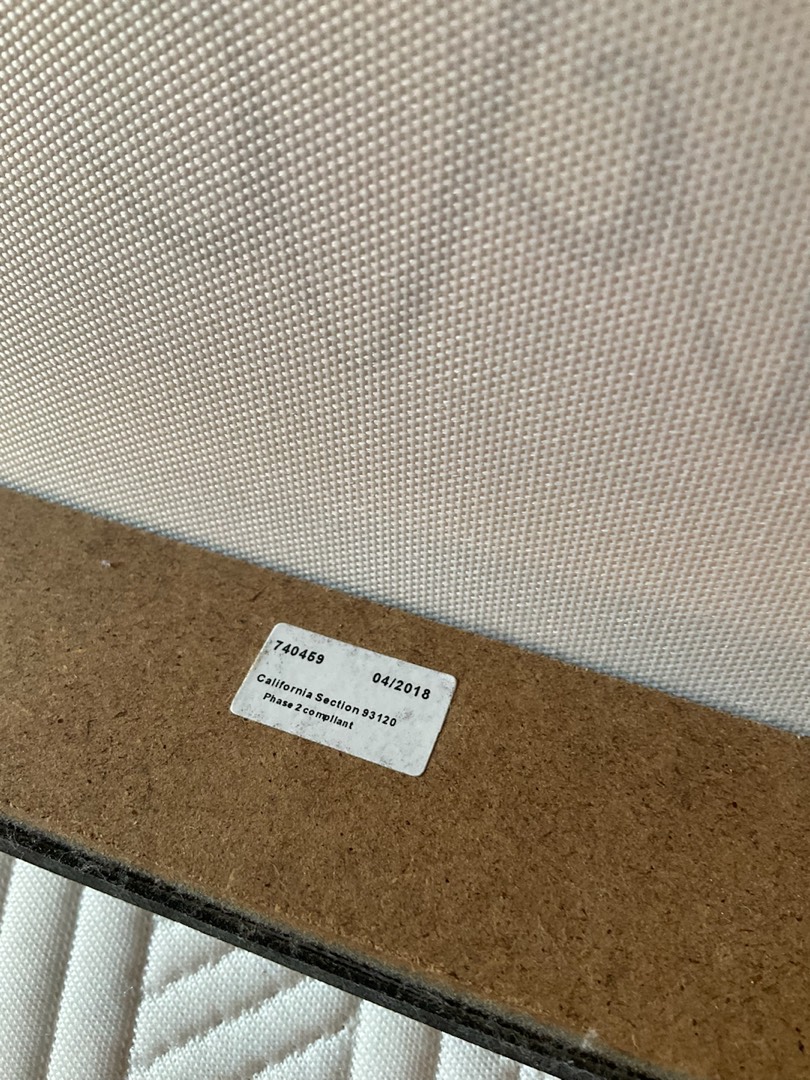 740459
04/2018
California Section 93120
Phase 2 compliant